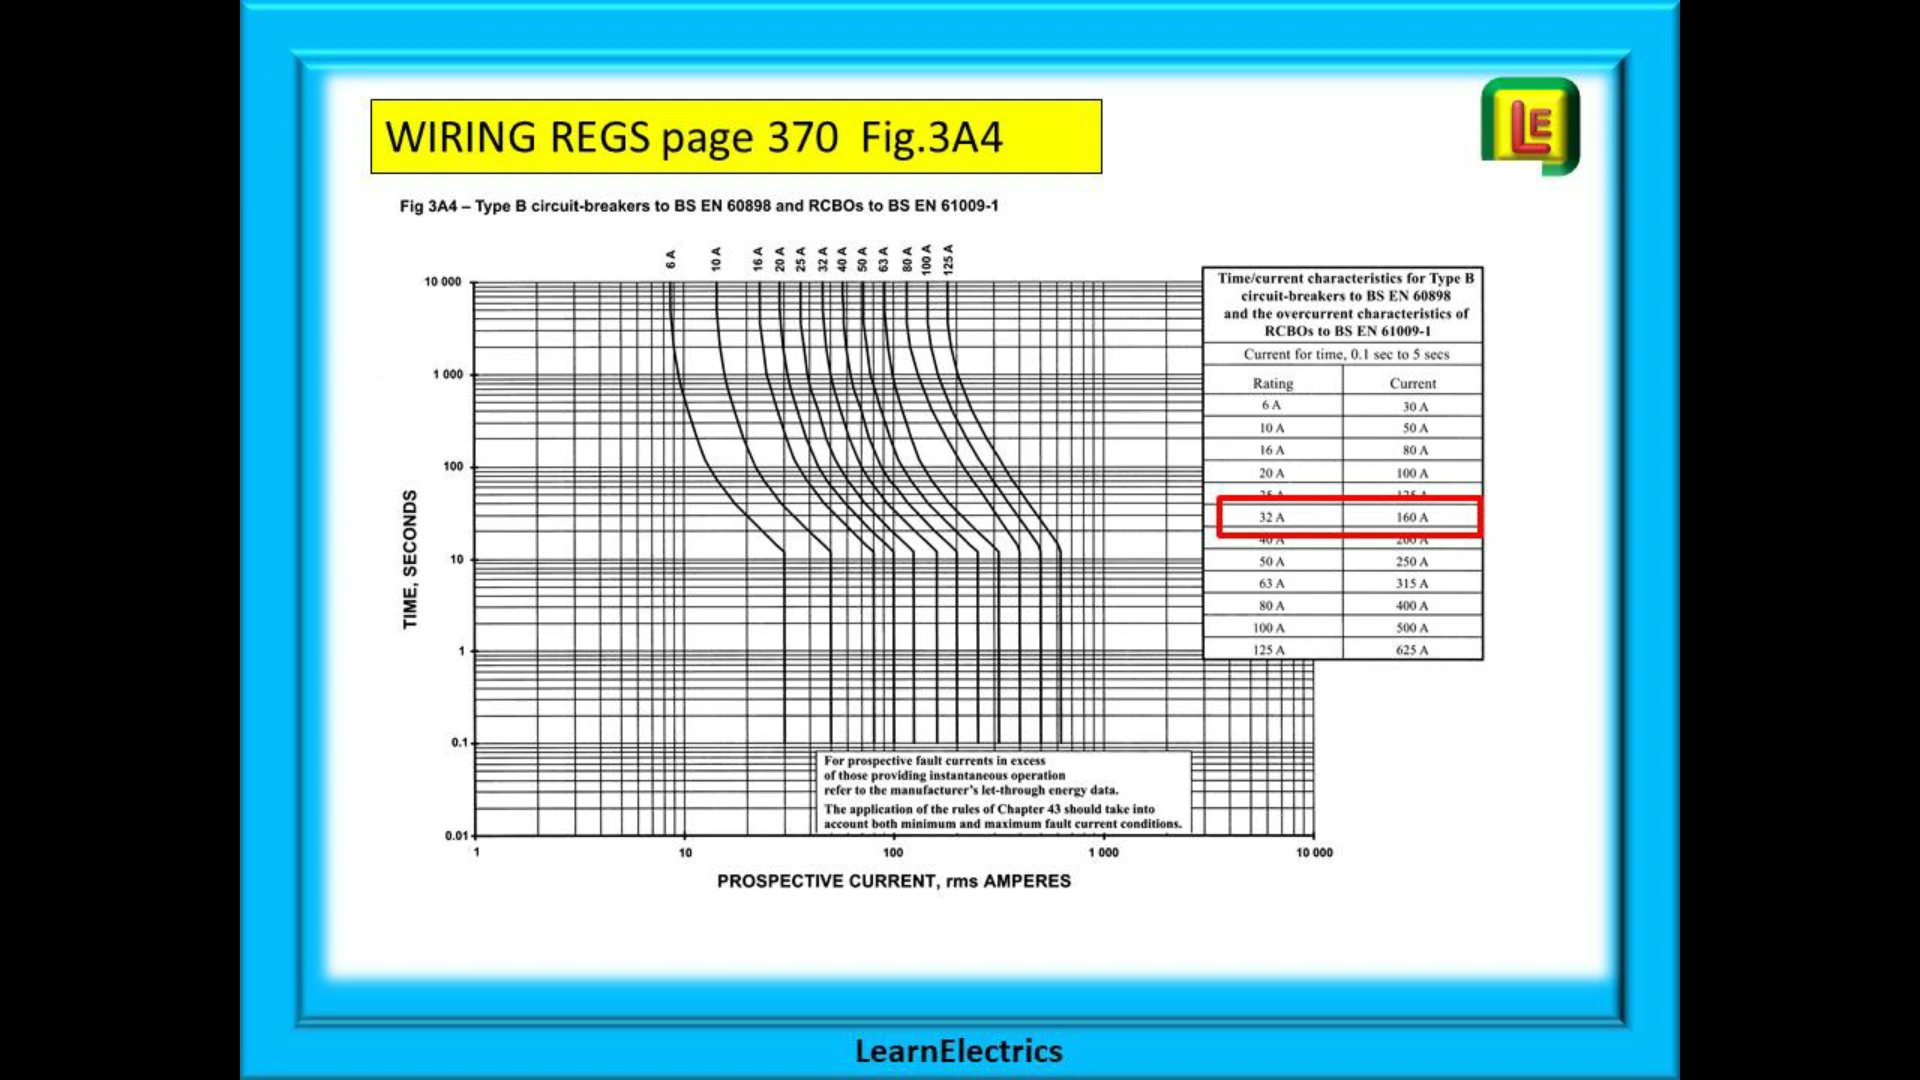 WIRING REGS page 370 Fig.3A4
LE
Fig 3A4 – Type B circuit-breakers to BS EN 60898 and RCBOs to BS EN 61009-1
6 A 10 A 16 A 20 A 25 A 32 A 40 A 50 A 63 A 80 A 100 A 125 A
10 000
1 000
100
10
1
0.1
0.01
TIME, SECONDS
1 10 100 1 000 10 000
PROSPECTIVE CURRENT, rms AMPERES
For prospective fault currents in excess
of those providing instantaneous operation
refer to the manufacturer's let-through energy data.
The application of the rules of Chapter 43 should take into
account both minimum and maximum fault current conditions.
Time/current characteristics for Type B
circuit-breakers to BS EN 60898
and the overcurrent characteristics of
RCBOs to BS EN 61009-1
Current for time, 0.1 sec to 5 secs
Rating Current
6 A 30 A
10 A 50 A
16 A 80 A
20 A 100 A
25 A 125 A
32 A 160 A
40 A 200 A
50 A 250 A
63 A 315 A
80 A 400 A
100 A 500 A
125 A 625 A
LearnElectrics